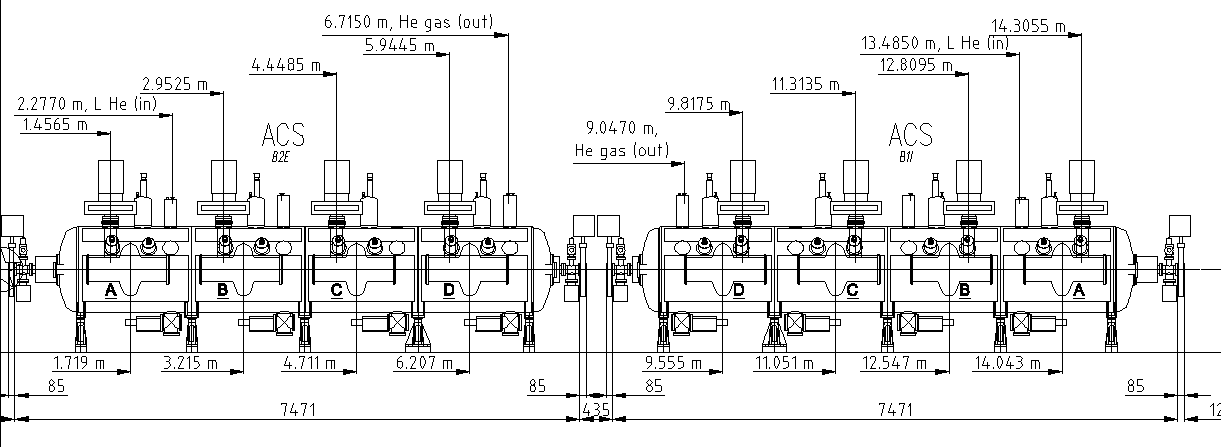 6.7150 m, He gas (out)
5.9445 m
4.4485 m
2.9525 m
2.2770 m, L He (in)
1.4565 m
ACS
B2E
14.3055 m
13.4850 m, L He (in)
12.8095 m
11.3135 m
9.8175 m
9.0470 m,
He gas (out)
ACS
B1I
A B C D
D C B A
1.719 m 3.215 m 4.711 m 6.207 m
9.555 m 11.051 m 12.547 m 14.043 m
85 85 85 85
7471 435 7471